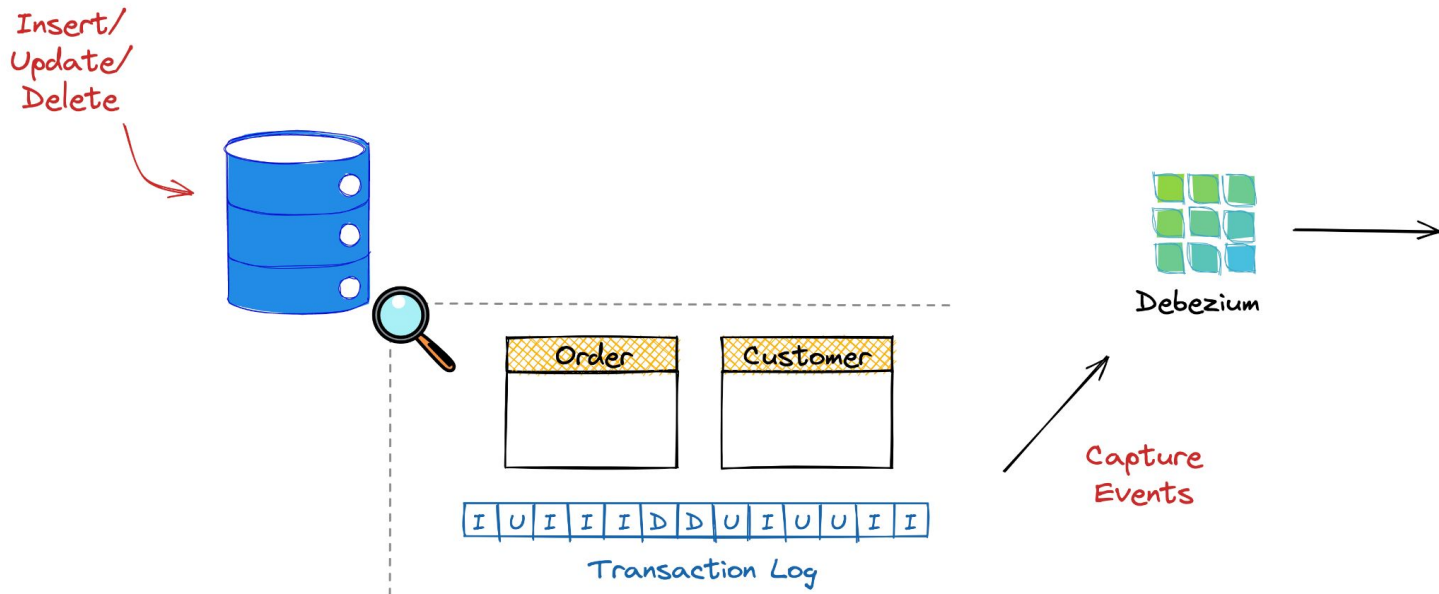 Insert/
Update/
Delete
Debezium
Order
Customer
Capture
Events
I U I I I D D U I U U I I
Transaction Log